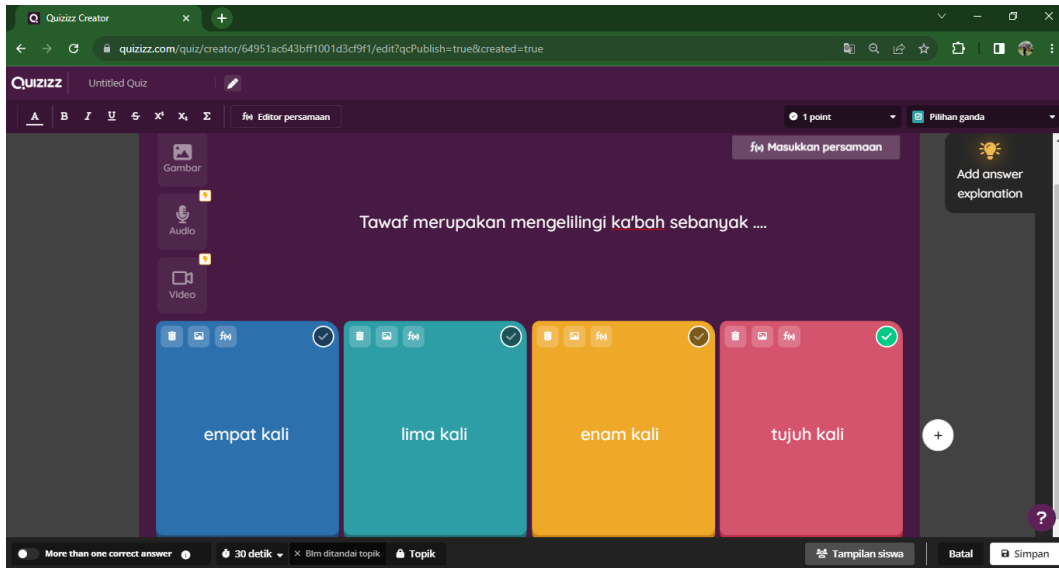 Quizizz Creator
quizizz.com/quiz/creator/64951ac643bff1001d3cf9f1/edit?qcPublish=true&created=true
QUIZIZZ Untitled Quiz
A B I U S X¹ X₁ Σ f(x) Editor persamaan 1 point Pilihan ganda
Gambar
f(x) Masukkan persamaan
Add answer
explanation
Audio
Tawaf merupakan mengelilingi ka'bah sebanyak ....
Video
f(x) f(x) f(x) f(x)
empat kali lima kali enam kali tujuh kali
+
?
More than one correct answer 30 detik × Blm ditandai topik Topik Tampilan siswa Batal Simpan